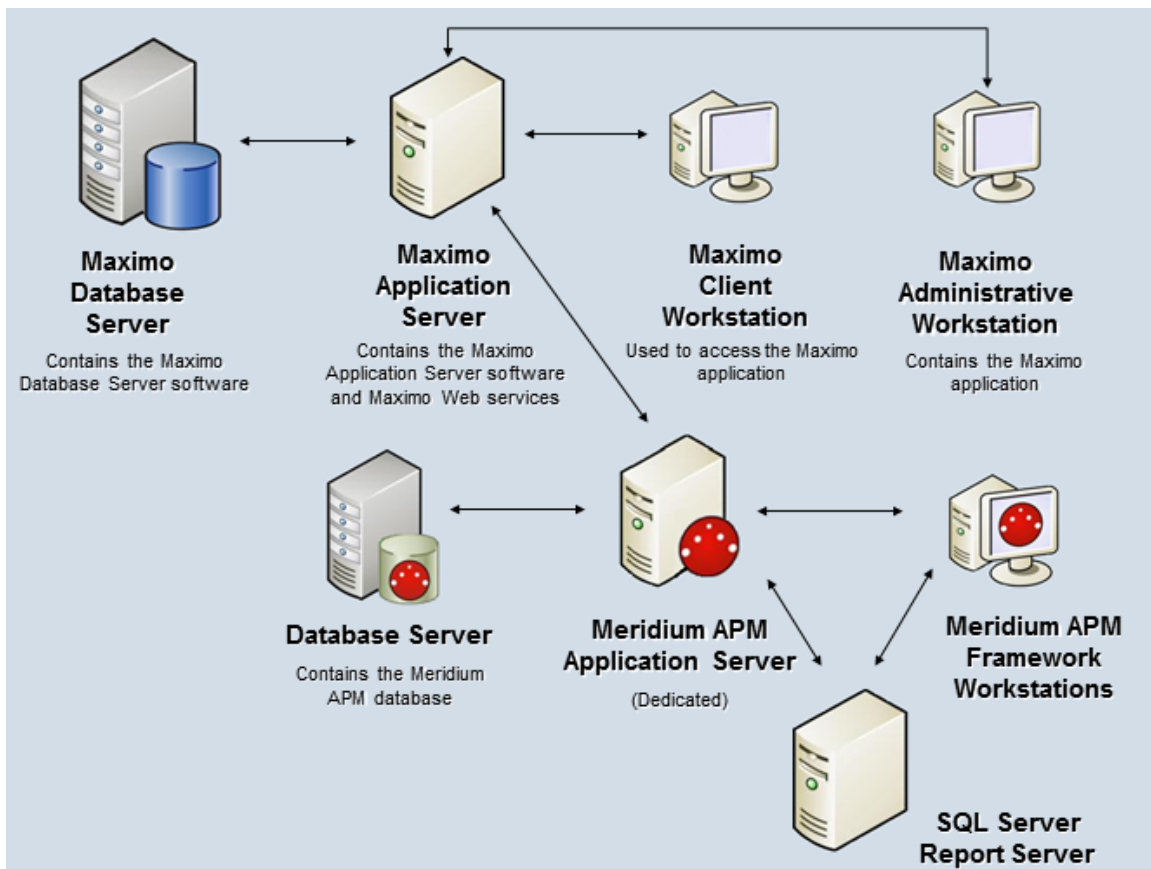 Maximo
Database
Server
Contains the Maximo
Database Server software
Maximo
Application
Server
Contains the Maximo
Application Server software
and Maximo Web services
Maximo
Client
Workstation
Used to access the Maximo
application
Maximo
Administrative
Workstation
Contains the Maximo
application
Database Server
Contains the Meridium
APM database
Meridium APM
Application Server
(Dedicated)
Meridium APM
Framework
Workstations
SQL Server
Report Server